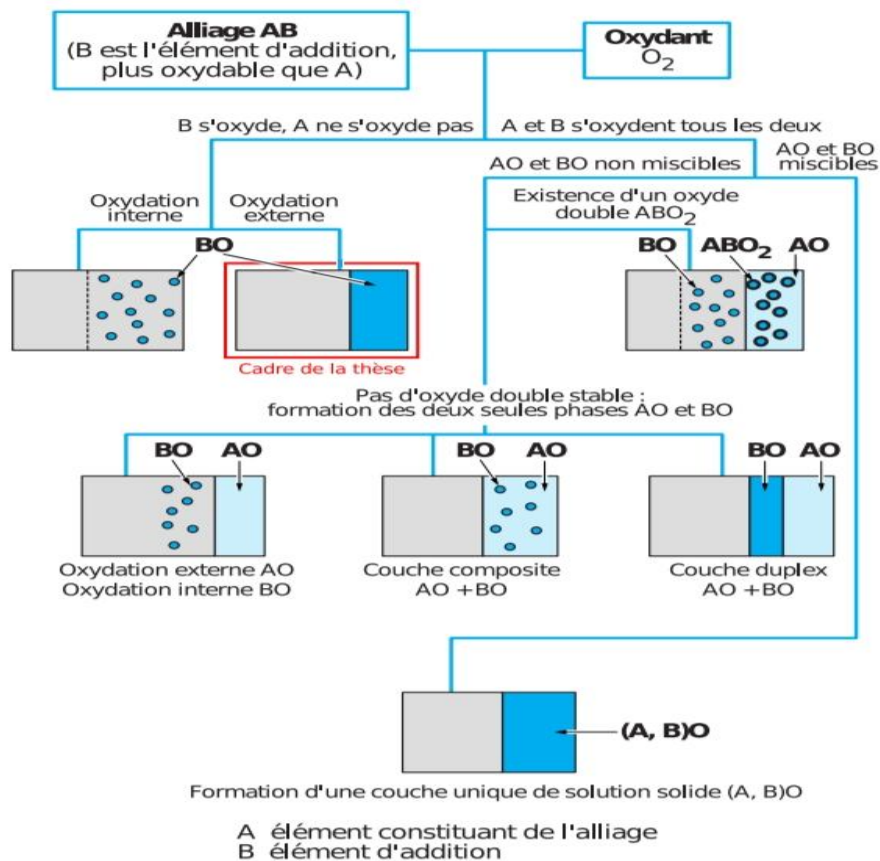 Alliage AB
(B est l'élément d'addition,
plus oxydable que A)
Oxydant
O₂
B s'oxyde, A ne s'oxyde pas
A et B s'oxydent tous les deux
AO et BO non miscibles
AO et BO
miscibles
Oxydation
interne
Oxydation
externe
Existence d'un oxyde
double ABO₂
BO
BO
ABO₂
AO
Cadre de la thèse
Pas d'oxyde double stable :
formation des deux seules phases AO et BO
BO
AO
BO
AO
BO
AO
Oxydation externe AO
Oxydation interne BO
Couche composite
AO +BO
Couche duplex
AO +BO
(A, B)O
Formation d'une couche unique de solution solide (A, B)O
A élément constituant de l'alliage
B élément d'addition